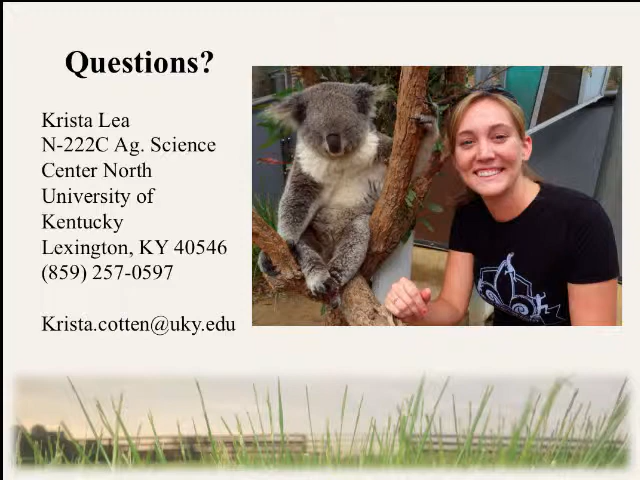 Questions?
Krista Lea
N-222C Ag. Science
Center North
University of
Kentucky
Lexington, KY 40546
(859) 257-0597
Krista.cotten@uky.edu